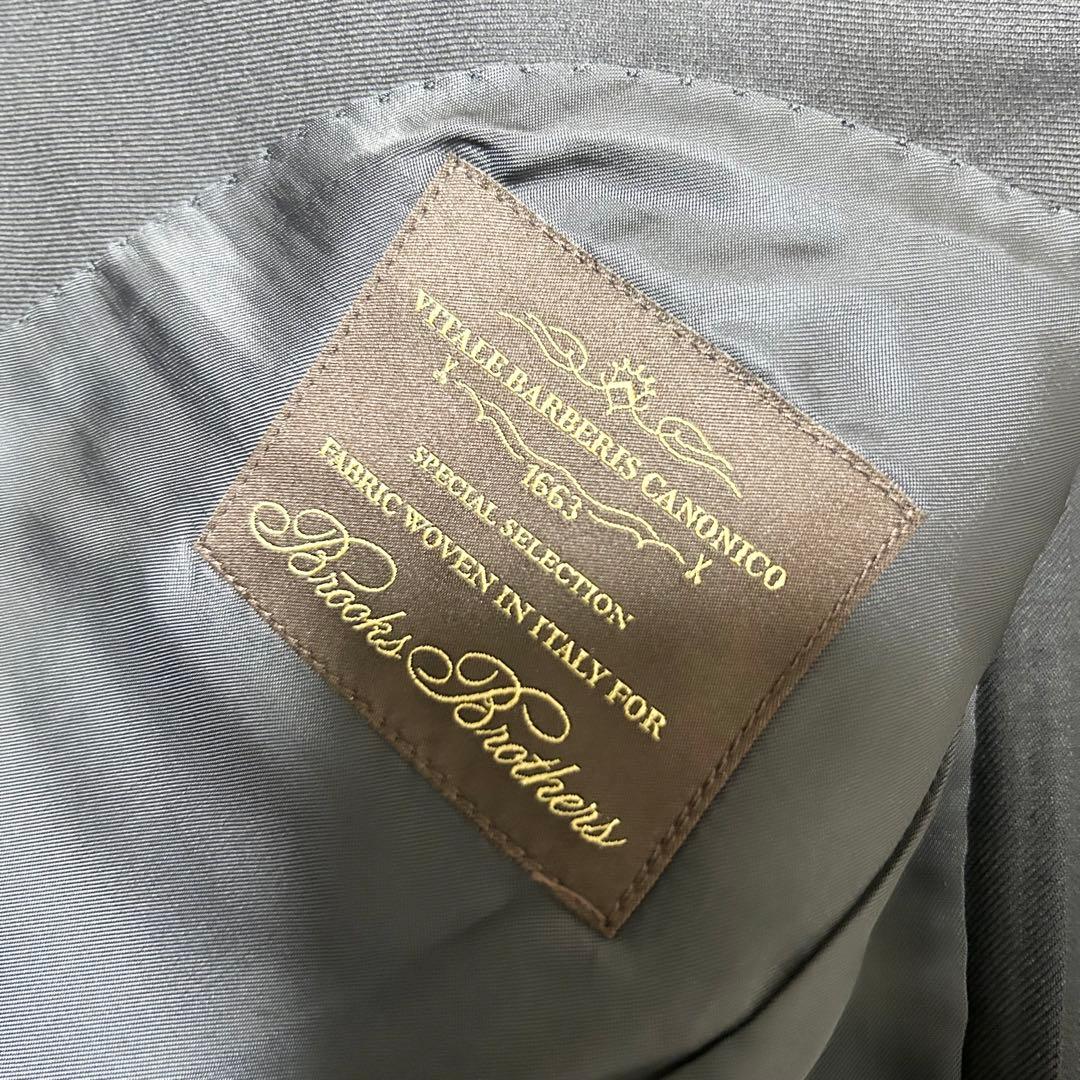 VITALE BARBERIS CANONICO
1663
SPECIAL SELECTION
FABRIC WOVEN IN ITALY FOR
Brooks Brothers